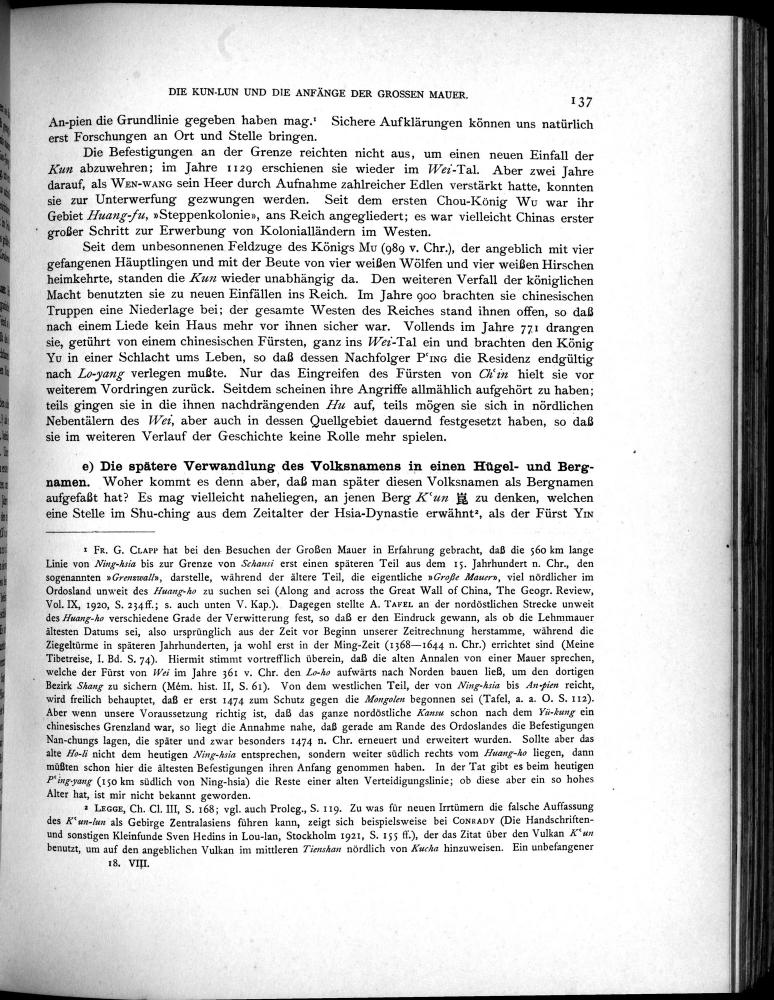 DIE KUN-LUN UND DIE ANFÄNGE DER GROSSEN MAUER.
137
An-pien die Grundlinie gegeben haben mag.¹ Sichere Aufklärungen können uns natürlich
erst Forschungen an Ort und Stelle bringen.
Die Befestigungen an der Grenze reichten nicht aus, um einen neuen Einfall der
Kun abzuwehren; im Jahre 1129 erschienen sie wieder im Wei-Tal. Aber zwei Jahre
darauf, als WEN-WANG sein Heer durch Aufnahme zahlreicher Edlen verstärkt hatte, konnten
sie zur Unterwerfung gezwungen werden. Seit dem ersten Chou-König WU war ihr
Gebiet Huang-fu, »Steppenkolonie», ans Reich angegliedert; es war vielleicht Chinas erster
großer Schritt zur Erwerbung von Kolonialländern im Westen.
Seit dem unbesonnenen Feldzuge des Königs MU (989 v. Chr.), der angeblich mit vier
gefangenen Häuptlingen und mit der Beute von vier weißen Wölfen und vier weißen Hirschen
heimkehrte, standen die Kun wieder unabhängig da. Den weiteren Verfall der königlichen
Macht benutzten sie zu neuen Einfällen ins Reich. Im Jahre 900 brachten sie chinesischen
Truppen eine Niederlage bei; der gesamte Westen des Reiches stand ihnen offen, so daß
nach einem Liede kein Haus mehr vor ihnen sicher war. Vollends im Jahre 771 drangen
sie, geführt von einem chinesischen Fürsten, ganz ins Wei-Tal ein und brachten den König
YU in einer Schlacht ums Leben, so daß dessen Nachfolger P‘ING die Residenz endgültig
nach Lo-yang verlegen mußte. Nur das Eingreifen des Fürsten von Ch‘in hielt sie vor
weiterem Vordringen zurück. Seitdem scheinen ihre Angriffe allmählich aufgehört zu haben;
teils gingen sie in die ihnen nachdrängenden Hu auf, teils mögen sie sich in nördlichen
Nebentälern des Wei, aber auch in dessen Quellgebiet dauernd festgesetzt haben, so daß
sie im weiteren Verlauf der Geschichte keine Rolle mehr spielen.
e) Die spätere Verwandlung des Volksnamens in einen Hügel- und Berg-
namen. Woher kommt es denn aber, daß man später diesen Volksnamen als Bergnamen
aufgefaßt hat? Es mag vielleicht naheliegen, an jenen Berg K‘un zu denken, welchen
eine Stelle im Shu-ching aus dem Zeitalter der Hsia-Dynastie erwähnt², als der Fürst YIN
¹ FR. G. CLAPP hat bei den Besuchen der Großen Mauer in Erfahrung gebracht, daß die 560 km lange
Linie von Ning-hsia bis zur Grenze von Schansi erst einen späteren Teil aus dem 15. Jahrhundert n. Chr., den
sogenannten »Grenzwall», darstelle, während der ältere Teil, die eigentliche »Große Mauer», viel nördlicher im
Ordosland unweit des Huang-ho zu suchen sei (Along and across the Great Wall of China, The Geogr. Review,
Vol. IX, 1920, S. 234 ff.; s. auch unten V. Kap.). Dagegen stellte A. TAFEL an der nordöstlichen Strecke unweit
des Huang-ho verschiedene Grade der Verwitterung fest, so daß er den Eindruck gewann, als ob die Lehmmauer
ältesten Datums sei, also ursprünglich aus der Zeit vor Beginn unserer Zeitrechnung herstamme, während die
Ziegeltürme in späteren Jahrhunderten, ja wohl erst in der Ming-Zeit (1368—1644 n. Chr.) errichtet sind (Meine
Tibetreise, I. Bd. S. 74). Hiermit stimmt vortrefflich überein, daß die alten Annalen von einer Mauer sprechen,
welche der Fürst von Wei im Jahre 361 v. Chr. den Lo-ho aufwärts nach Norden bauen ließ, um den dortigen
Bezirk Shang zu sichern (Mém. hist. II, S. 61). Von dem westlichen Teil, der von Ning-hsia bis An-pien reicht,
wird freilich behauptet, daß er erst 1474 zum Schutz gegen die Mongolen begonnen sei (Tafel, a. a. O. S. 112).
Aber wenn unsere Voraussetzung richtig ist, daß das ganze nordöstliche Kansu schon nach dem Yü-kung ein
chinesisches Grenzland war, so liegt die Annahme nahe, daß gerade am Rande des Ordoslandes die Befestigungen
Nan-chungs lagen, die später und zwar besonders 1474 n. Chr. erneuert und erweitert wurden. Sollte aber das
alte Ho-li nicht dem heutigen Ning-hsia entsprechen, sondern weiter südlich rechts vom Huang-ho liegen, dann
müßten schon hier die ältesten Befestigungen ihren Anfang genommen haben. In der Tat gibt es beim heutigen
P‘ing-yang (150 km südlich von Ning-hsia) die Reste einer alten Verteidigungslinie; ob diese aber ein so hohes
Alter hat, ist mir nicht bekannt geworden.
² LEGGE, Ch. Cl. III, S. 168; vgl. auch Proleg., S. 119. Zu was für neuen Irrtümern die falsche Auffassung
des K‘un-lun als Gebirge Zentralasiens führen kann, zeigt sich beispielsweise bei CONRADY (Die Handschriften-
und sonstigen Kleinfunde Sven Hedins in Lou-lan, Stockholm 1921, S. 155 ff.), der das Zitat über den Vulkan K‘un
benutzt, um auf den angeblichen Vulkan im mittleren Tienshan nördlich von Kucha hinzuweisen. Ein unbefangener
18. VIII.